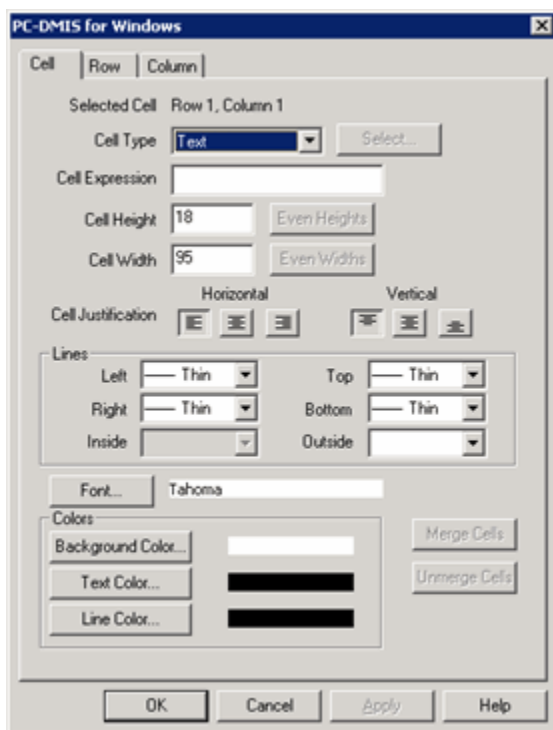 PC-DMIS for Windows
Cell Row Column
Selected Cell Row 1, Column 1
Cell Type Text Select...
Cell Expression
Cell Height 18 Even Heights
Cell Width 95 Even Widths
Horizontal Vertical
Cell Justification
Lines
Left Thin Top Thin
Right Thin Bottom Thin
Inside Outside
Font... Tahoma
Colors
Background Color... Merge Cells
Text Color... Unmerge Cells
Line Color...
OK Cancel Apply Help